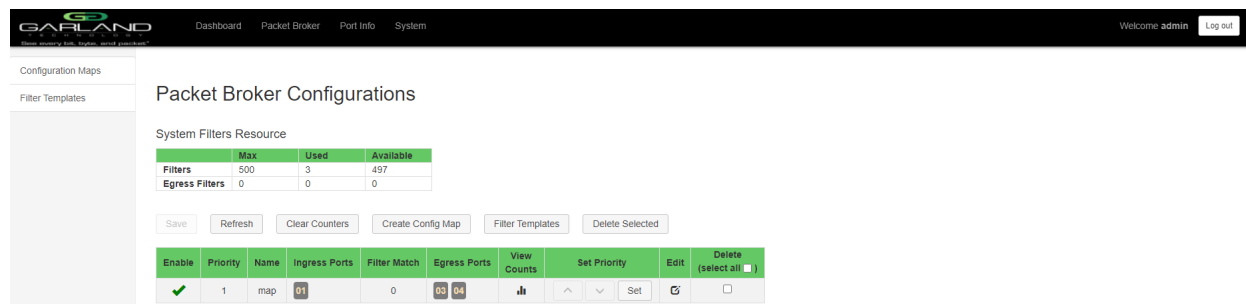 GARLAND
TECHNOLOGY
See every bit, byte, and packet®
Dashboard Packet Broker Port Info System
Welcome admin Log out
Configuration Maps
Filter Templates
Packet Broker Configurations
System Filters Resource
Max Used Available
Filters 500 3 497
Egress Filters 0 0 0
Save Refresh Clear Counters Create Config Map Filter Templates Delete Selected
Enable Priority Name Ingress Ports Filter Match Egress Ports View Counts Set Priority Edit Delete (select all )
1 map 01 0 03 04 Set